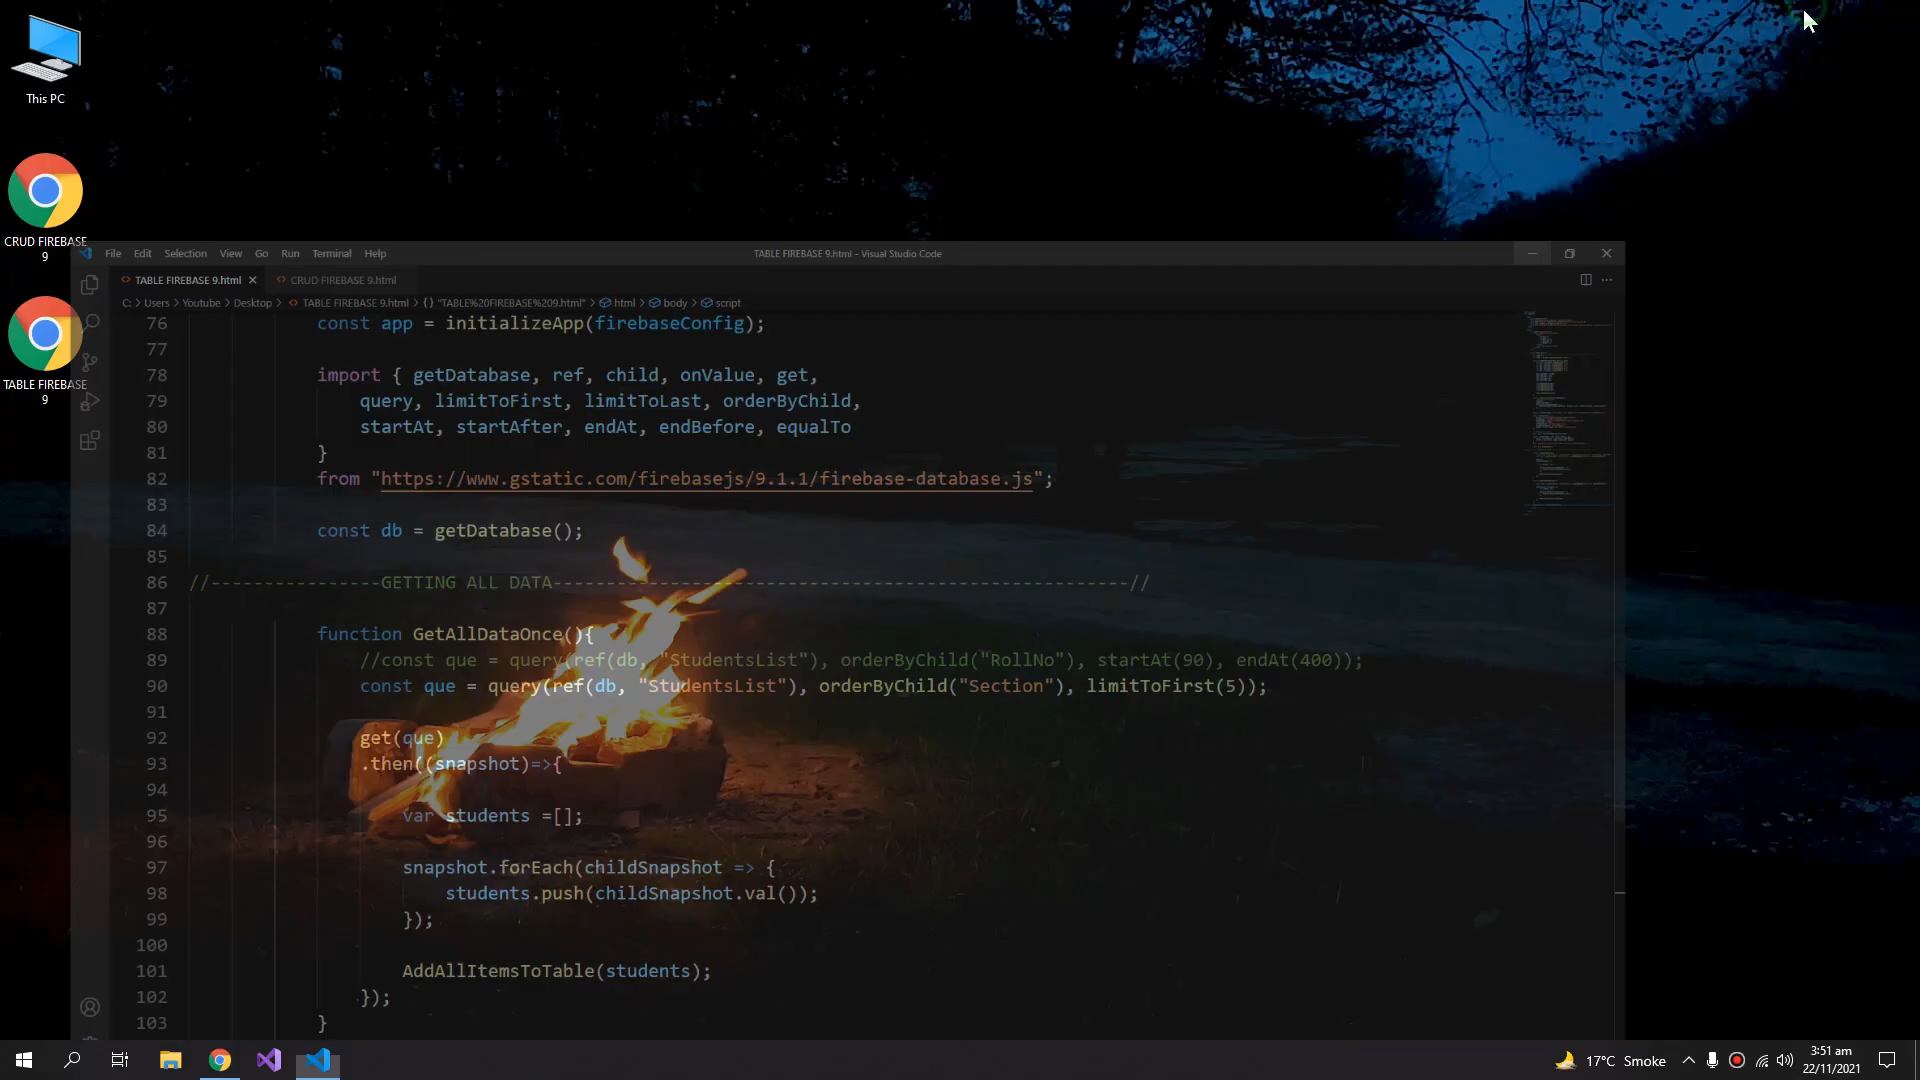 This PC
CRUD FIREBASE
9
TABLE FIREBASE
9
File Edit Selection View Go Run Terminal Help
TABLE FIREBASE 9.html - Visual Studio Code
TABLE FIREBASE 9.html
CRUD FIREBASE 9.html
C: > Users > Youtube > Desktop > TABLE FIREBASE 9.html > {} "TABLE%20FIREBASE%209.html" > html > body > script
76 const app = initializeApp(firebaseConfig);
77
78 import { getDatabase, ref, child, onValue, get,
79 query, limitToFirst, limitToLast, orderByChild,
80 startAt, startAfter, endAt, endBefore, equalTo
81 }
82 from "https://www.gstatic.com/firebasejs/9.1.1/firebase-database.js";
83
84 const db = getDatabase();
85
86 //----------------GETTING ALL DATA------------------------------------------------------//
87
88 function GetAllDataOnce(){
89 //const que = query(ref(db, "StudentsList"), orderByChild("RollNo"), startAt(90), endAt(400));
90 const que = query(ref(db, "StudentsList"), orderByChild("Section"), limitToFirst(5));
91
92 get(que)
93 .then((snapshot)=>{
94
95 var students =[];
96
97 snapshot.forEach(childSnapshot => {
98 students.push(childSnapshot.val());
99 });
100
101 AddAllItemsToTable(students);
102 });
103 }
17°C Smoke
3:51 am
22/11/2021